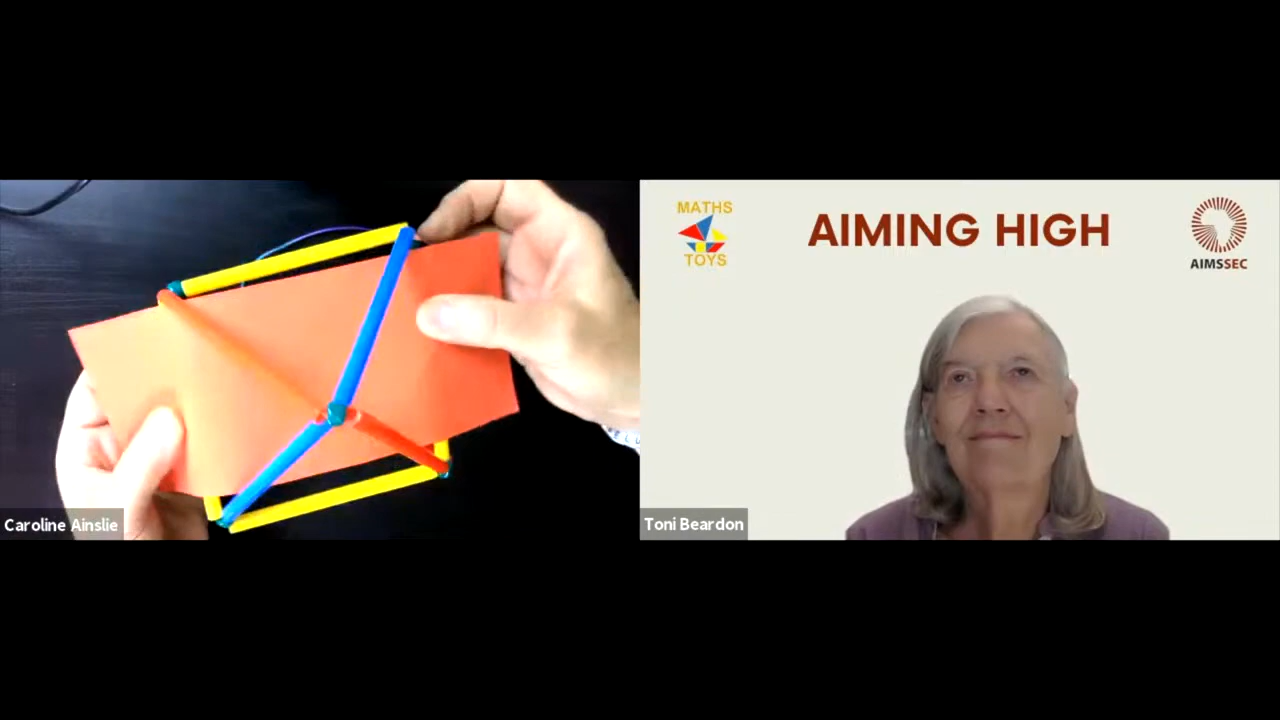 MATHS
TOYS
AIMING HIGH
AIMSSEC
Caroline Ainslie
Toni Beardon